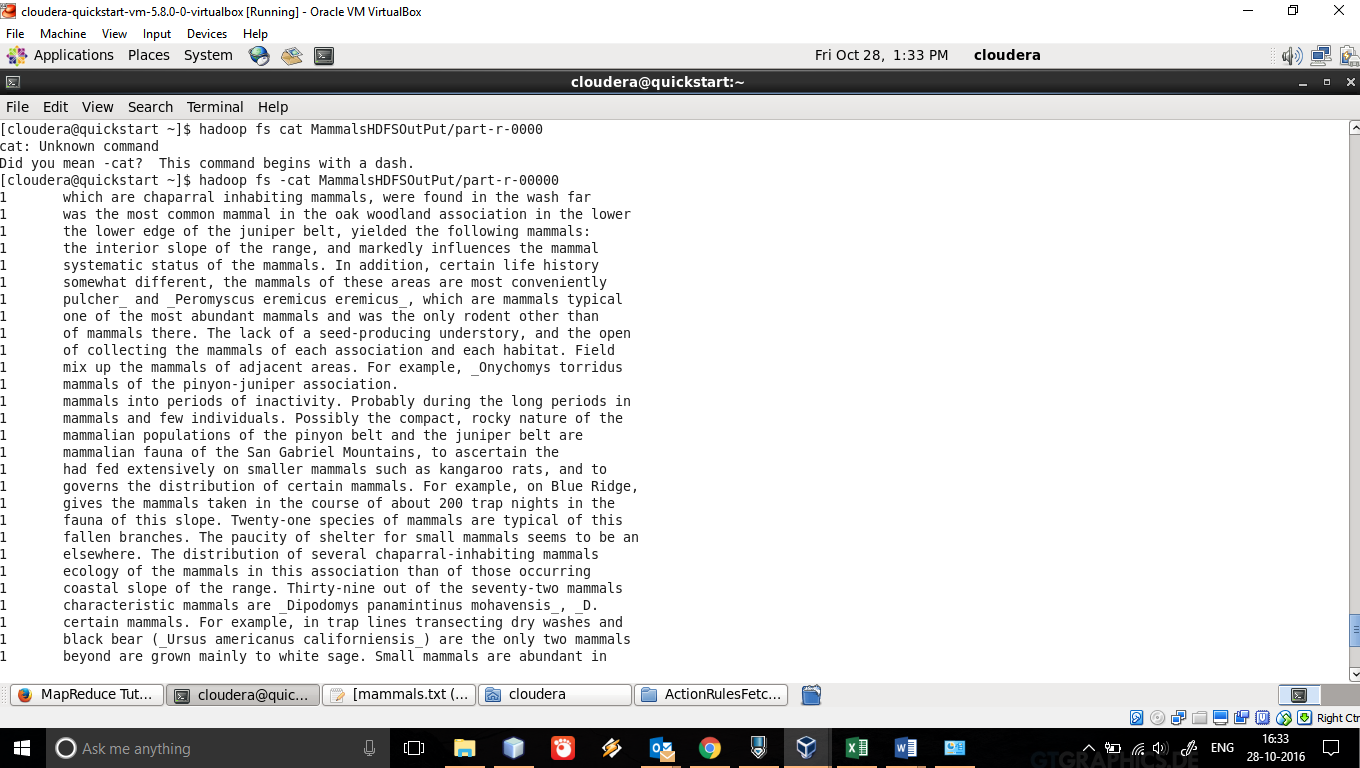 cloudera-quickstart-vm-5.8.0-0-virtualbox [Running] - Oracle VM VirtualBox
File Machine View Input Devices Help
Applications Places System Fri Oct 28, 1:33 PM cloudera
cloudera@quickstart:~
File Edit View Search Terminal Help
[cloudera@quickstart ~]$ hadoop fs cat MammalsHDFSOutPut/part-r-0000
cat: Unknown command
Did you mean -cat?  This command begins with a dash.
[cloudera@quickstart ~]$ hadoop fs -cat MammalsHDFSOutPut/part-r-00000
1 which are chaparral inhabiting mammals, were found in the wash far
1 was the most common mammal in the oak woodland association in the lower
1 the lower edge of the juniper belt, yielded the following mammals:
1 the interior slope of the range, and markedly influences the mammal
1 systematic status of the mammals. In addition, certain life history
1 somewhat different, the mammals of these areas are most conveniently
1 pulcher_ and _Peromyscus eremicus eremicus_, which are mammals typical
1 one of the most abundant mammals and was the only rodent other than
1 of mammals there. The lack of a seed-producing understory, and the open
1 of collecting the mammals of each association and each habitat. Field
1 mix up the mammals of adjacent areas. For example, _Onychomys torridus
1 mammals of the pinyon-juniper association.
1 mammals into periods of inactivity. Probably during the long periods in
1 mammals and few individuals. Possibly the compact, rocky nature of the
1 mammalian populations of the pinyon belt and the juniper belt are
1 mammalian fauna of the San Gabriel Mountains, to ascertain the
1 had fed extensively on smaller mammals such as kangaroo rats, and to
1 governs the distribution of certain mammals. For example, on Blue Ridge,
1 gives the mammals taken in the course of about 200 trap nights in the
1 fauna of this slope. Twenty-one species of mammals are typical of this
1 fallen branches. The paucity of shelter for small mammals seems to be an
1 elsewhere. The distribution of several chaparral-inhabiting mammals
1 ecology of the mammals in this association than of those occurring
1 coastal slope of the range. Thirty-nine out of the seventy-two mammals
1 characteristic mammals are _Dipodomys panamintinus mohavensis_, _D.
1 certain mammals. For example, in trap lines transecting dry washes and
1 black bear (_Ursus americanus californiensis_) are the only two mammals
1 beyond are grown mainly to white sage. Small mammals are abundant in
MapReduce Tut... cloudera@quic... [mammals.txt (... cloudera ActionRulesFetc...
Right Ctr
Ask me anything ENG 16:33
28-10-2016
GTGRAPHICS.DE